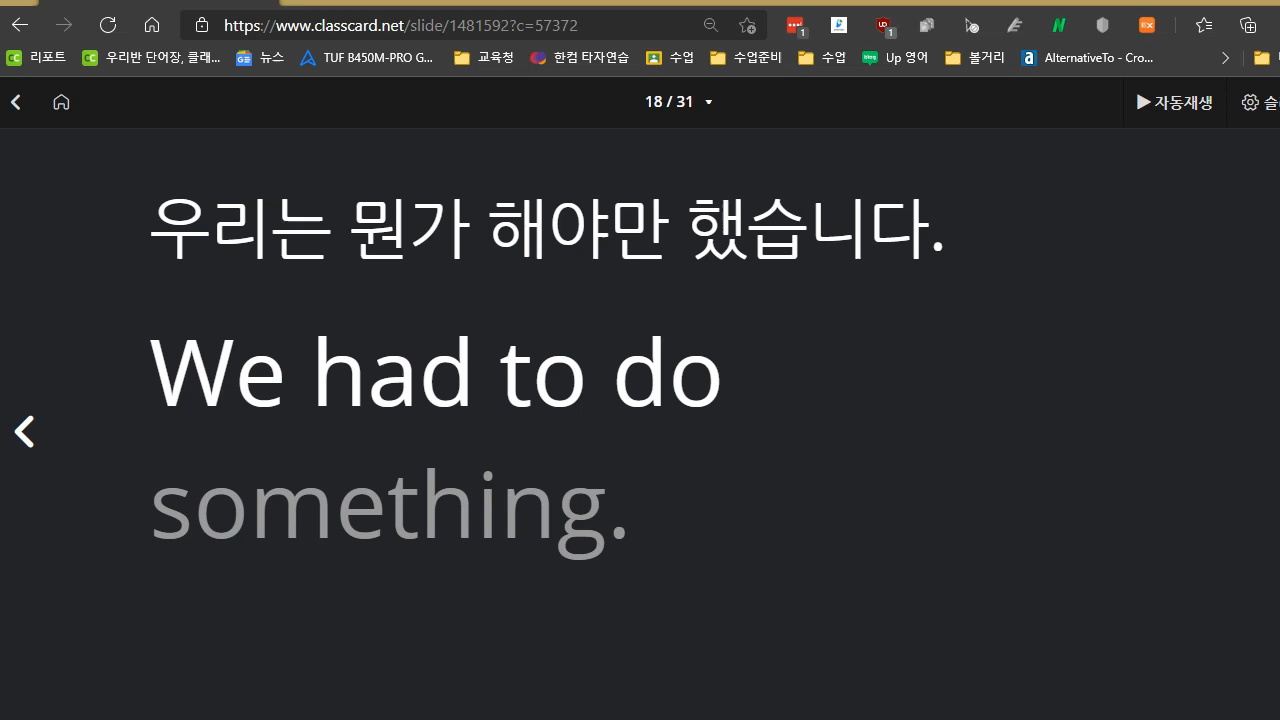 https://www.classcard.net/slide/1481592?c=57372
1
1
리포트 우리반 단어장, 클래... 뉴스 TUF B450M-PRO G... 교육청 한컴 타자연습 수업 수업준비 수업 Up 영어 볼거리 AlternativeTo - Cro...
18 / 31 자동재생
우리는 뭔가 해야만 했습니다.
We had to do
something.